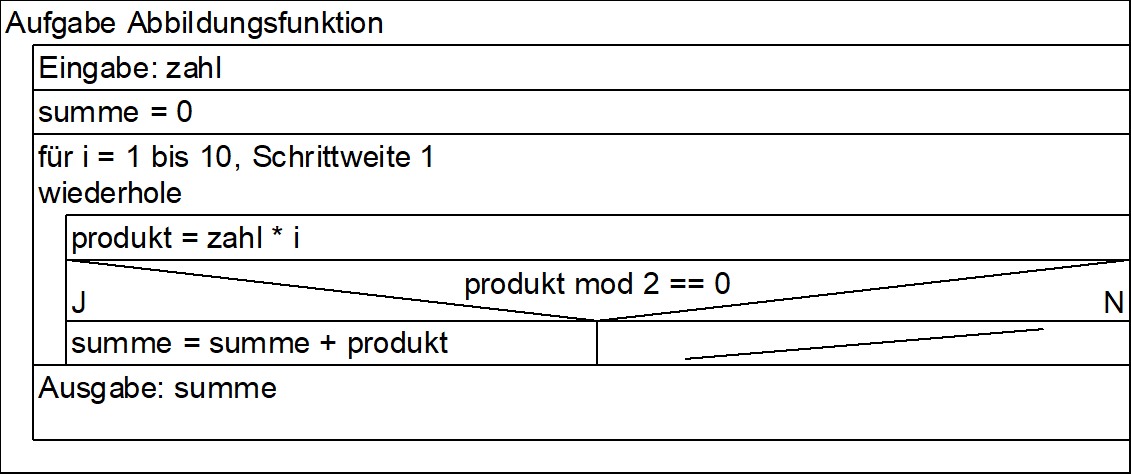 Aufgabe Abbildungsfunktion
Eingabe: zahl
summe = 0
für i = 1 bis 10, Schrittweite 1
wiederhole
produkt = zahl * i
produkt mod 2 == 0
J
N
summe = summe + produkt
Ausgabe: summe